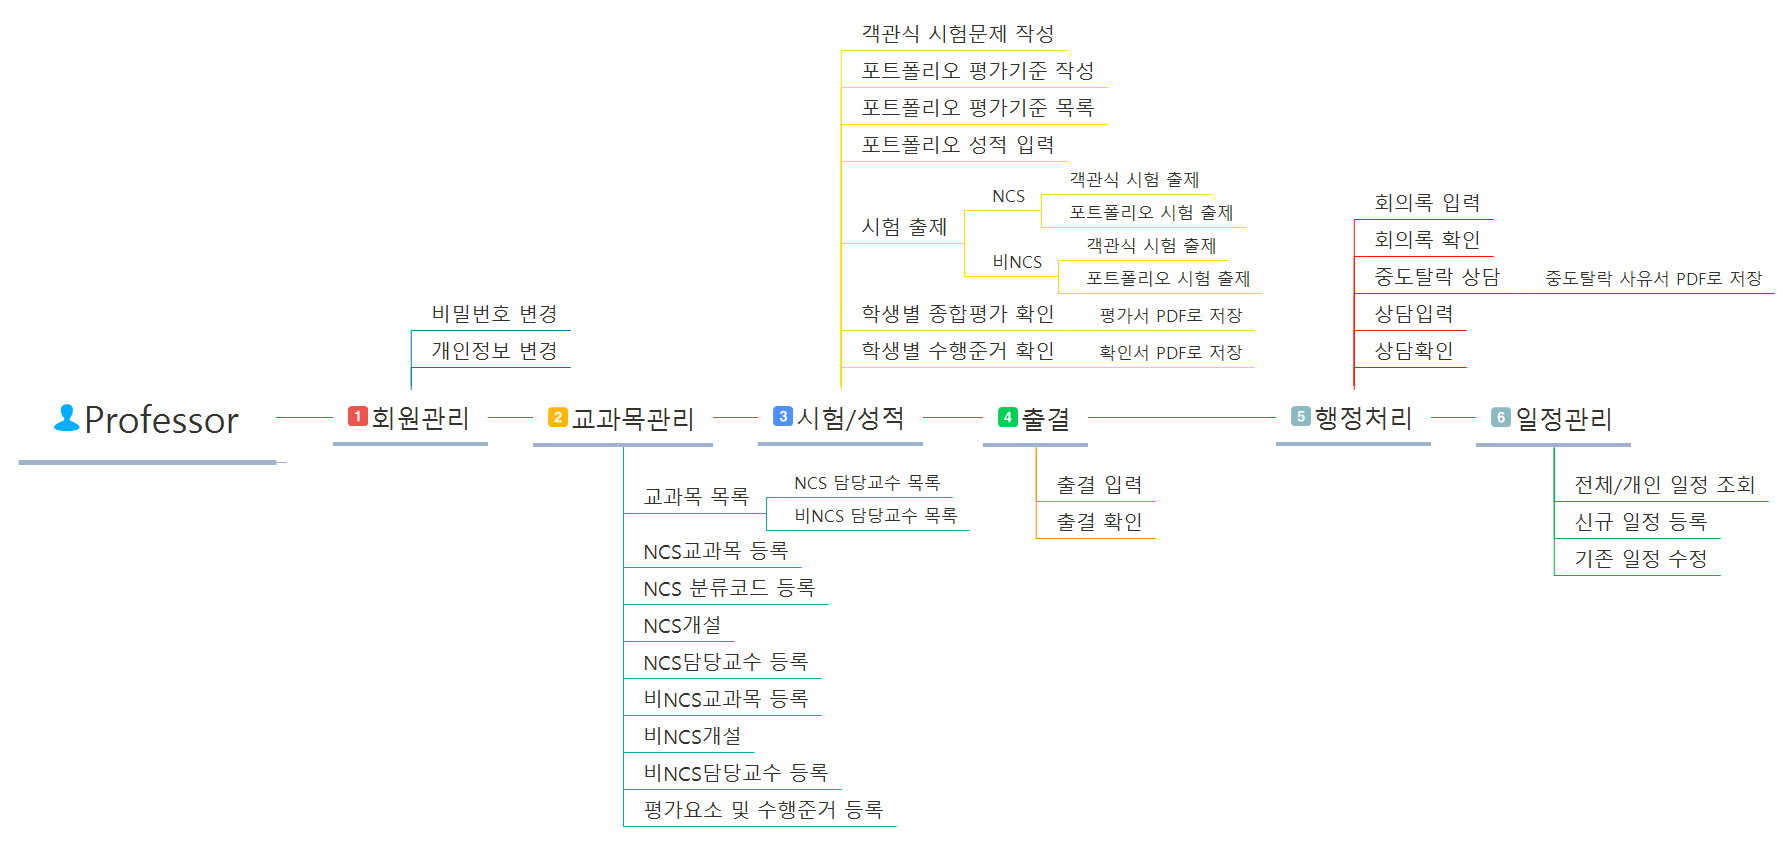 Professor
1 회원관리
비밀번호 변경
개인정보 변경
2 교과목관리
교과목 목록
NCS 담당교수 목록
비NCS 담당교수 목록
NCS교과목 등록
NCS 분류코드 등록
NCS개설
NCS담당교수 등록
비NCS교과목 등록
비NCS개설
비NCS담당교수 등록
평가요소 및 수행준거 등록
3 시험/성적
객관식 시험문제 작성
포트폴리오 평가기준 작성
포트폴리오 평가기준 목록
포트폴리오 성적 입력
시험 출제
NCS
객관식 시험 출제
포트폴리오 시험 출제
비NCS
객관식 시험 출제
포트폴리오 시험 출제
학생별 종합평가 확인
평가서 PDF로 저장
학생별 수행준거 확인
확인서 PDF로 저장
4 출결
출결 입력
출결 확인
5 행정처리
회의록 입력
회의록 확인
중도탈락 상담
중도탈락 사유서 PDF로 저장
상담입력
상담확인
6 일정관리
전체/개인 일정 조회
신규 일정 등록
기존 일정 수정